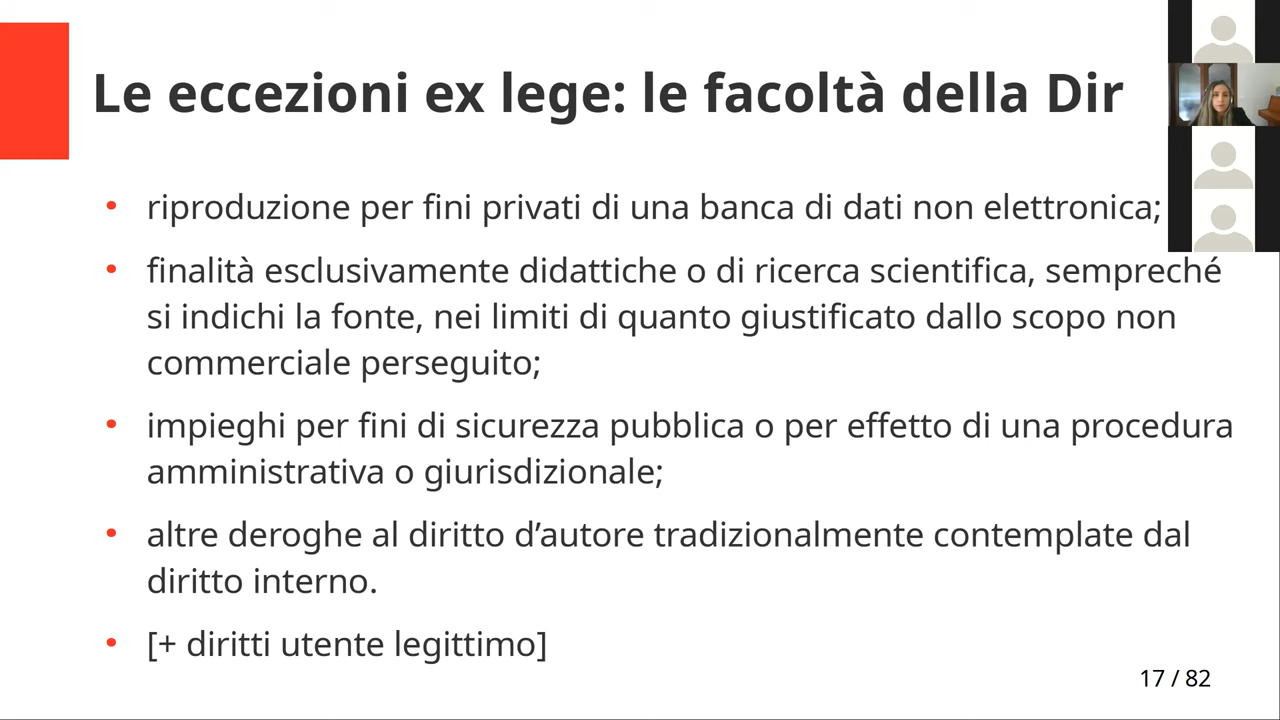 Le eccezioni ex lege: le facoltà della Dir
riproduzione per fini privati di una banca di dati non elettronica;
finalità esclusivamente didattiche o di ricerca scientifica, sempreché
si indichi la fonte, nei limiti di quanto giustificato dallo scopo non
commerciale perseguito;
impieghi per fini di sicurezza pubblica o per effetto di una procedura
amministrativa o giurisdizionale;
altre deroghe al diritto d’autore tradizionalmente contemplate dal
diritto interno.
[+ diritti utente legittimo]
17 / 82